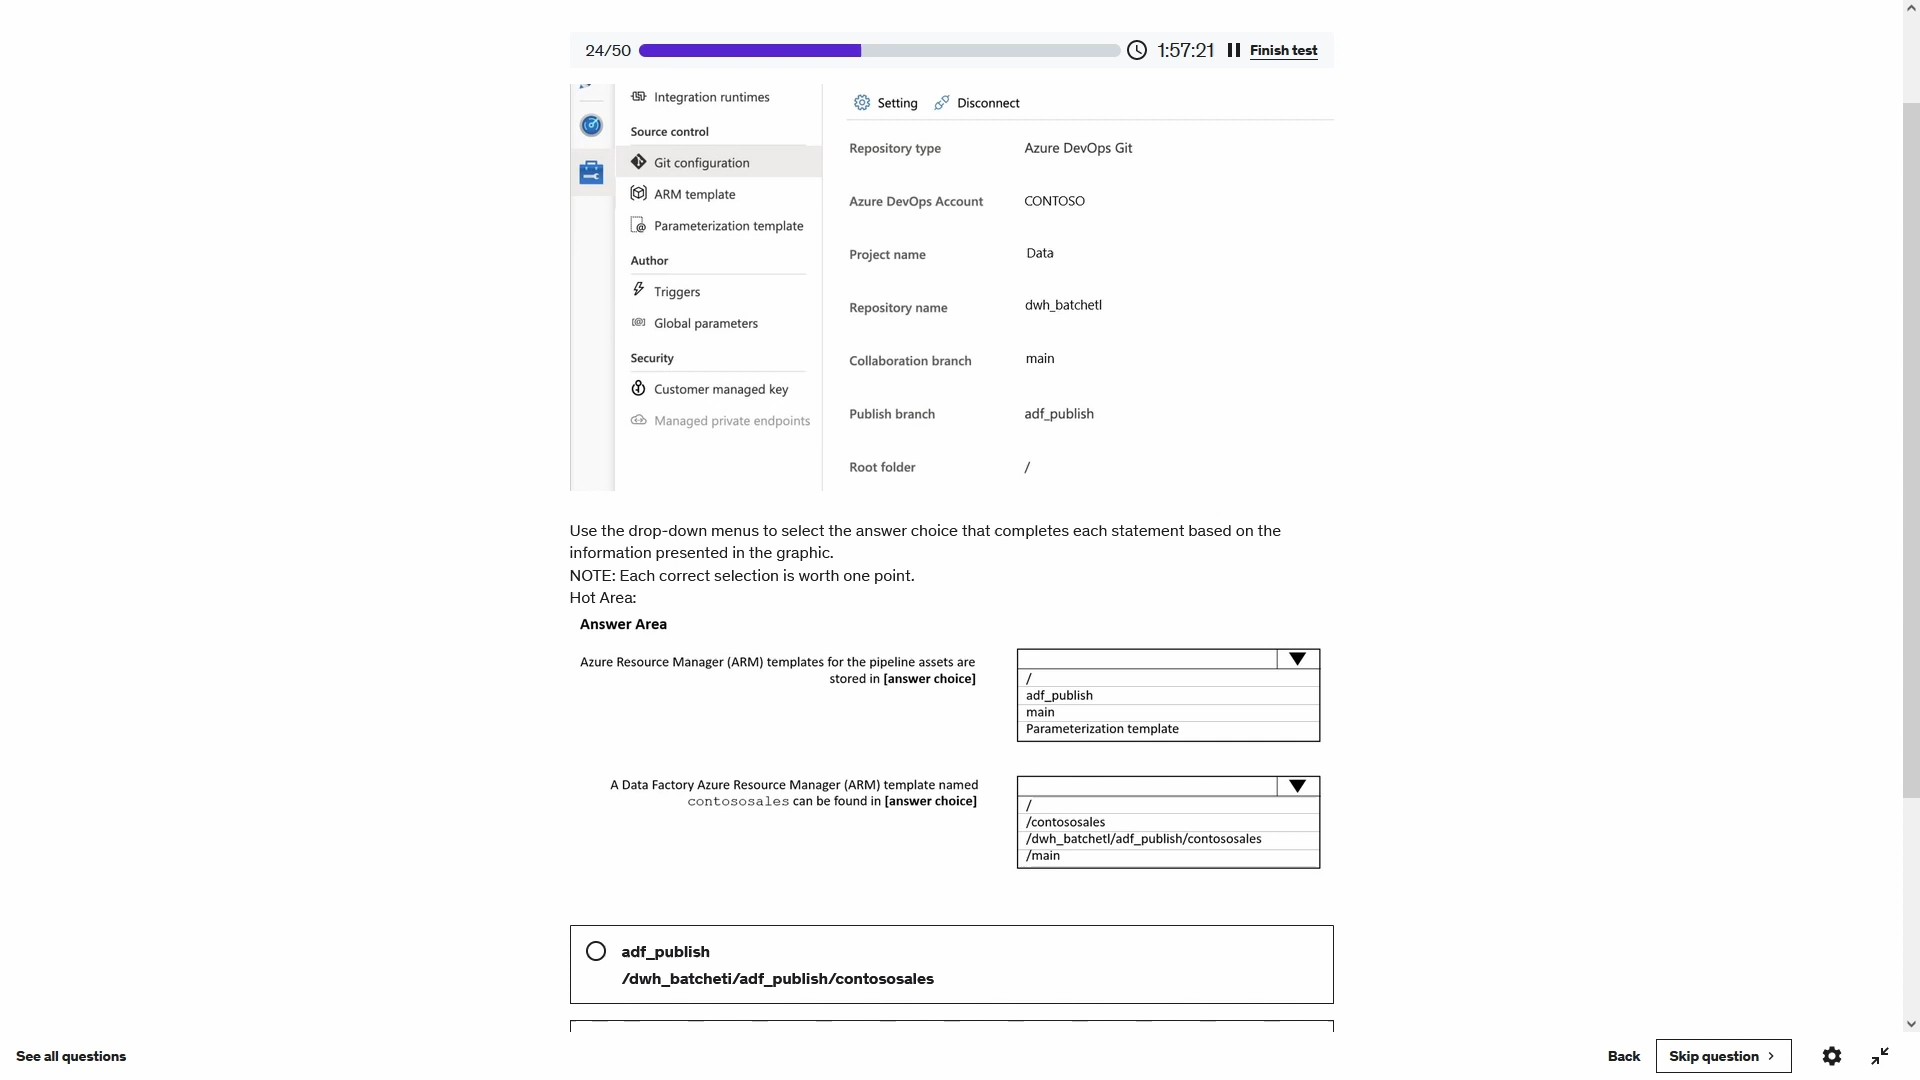 24/50
1:57:21
Finish test
Integration runtimes
Source control
Git configuration
ARM template
Parameterization template
Author
Triggers
Global parameters
Security
Customer managed key
Managed private endpoints
Setting
Disconnect
Repository type Azure DevOps Git
Azure DevOps Account CONTOSO
Project name Data
Repository name dwh_batchetl
Collaboration branch main
Publish branch adf_publish
Root folder /
Use the drop-down menus to select the answer choice that completes each statement based on the
information presented in the graphic.
NOTE: Each correct selection is worth one point.
Hot Area:
Answer Area
Azure Resource Manager (ARM) templates for the pipeline assets are
stored in [answer choice]
/
adf_publish
main
Parameterization template
A Data Factory Azure Resource Manager (ARM) template named
contososales can be found in [answer choice]
/
/contososales
/dwh_batchetl/adf_publish/contososales
/main
adf_publish
/dwh_batcheti/adf_publish/contososales
See all questions
Back
Skip question